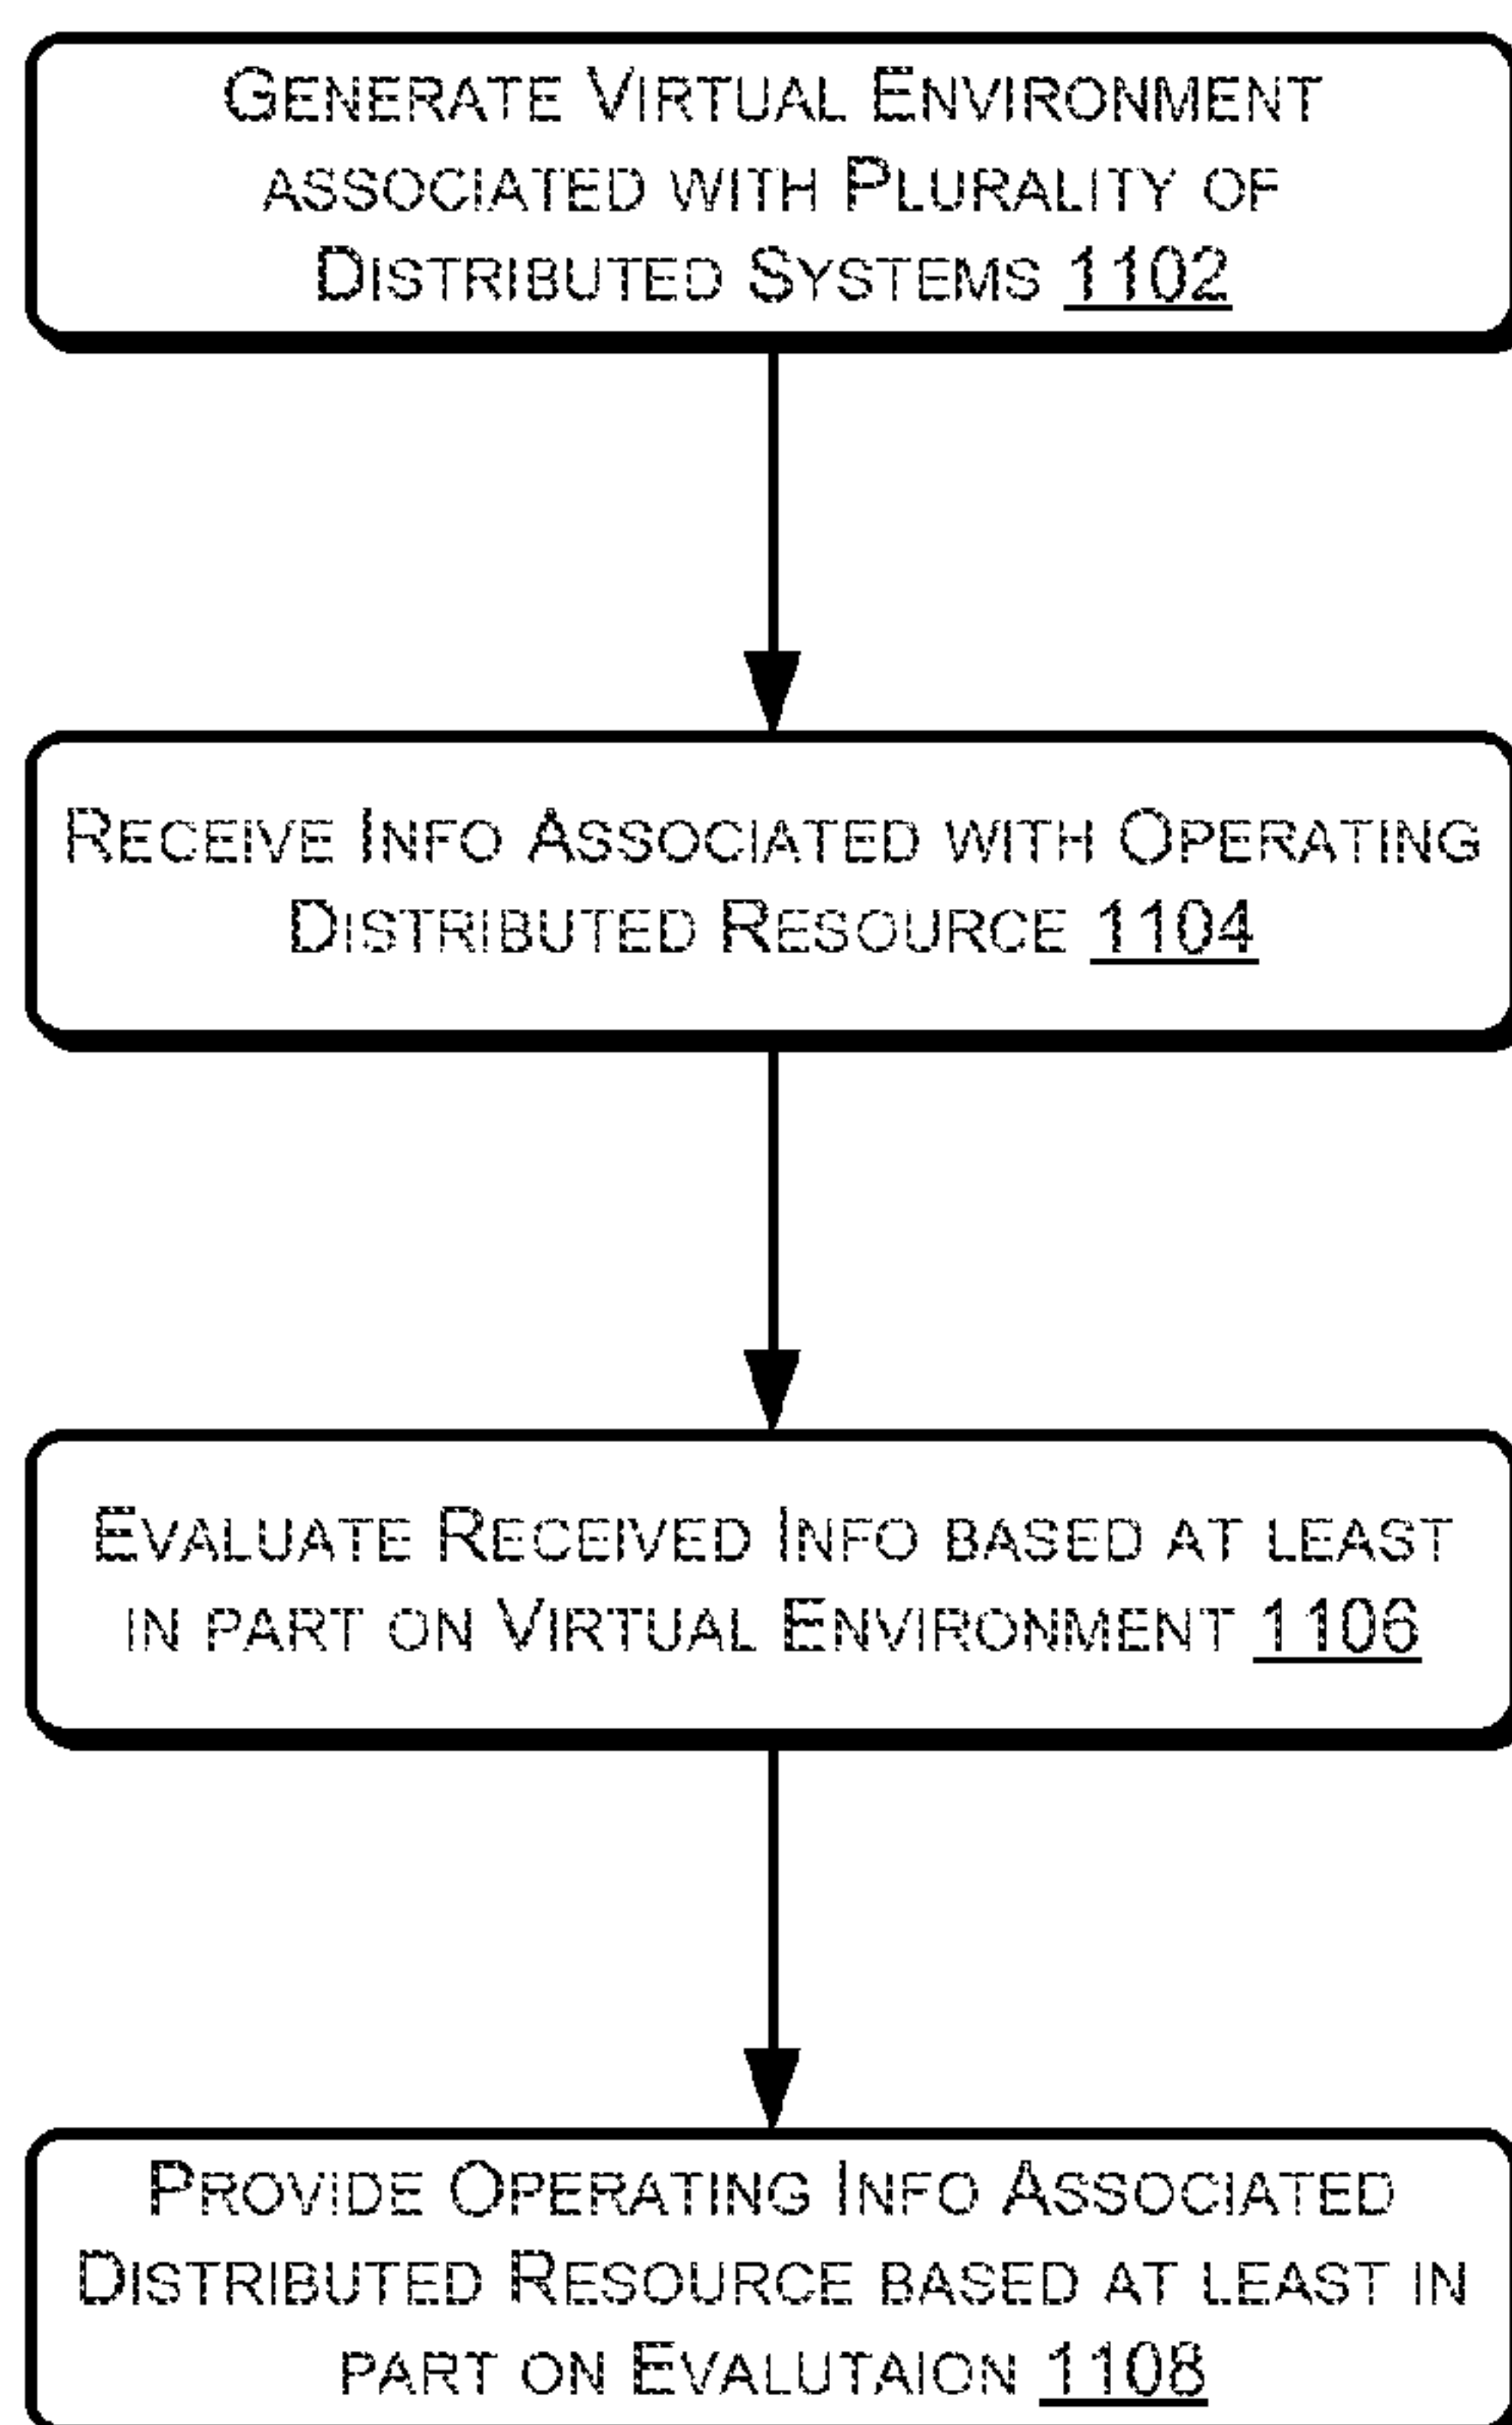 GENERATE VIRTUAL ENVIRONMENT
ASSOCIATED WITH PLURALITY OF
DISTRIBUTED SYSTEMS 1102
RECEIVE INFO ASSOCIATED WITH OPERATING
DISTRIBUTED RESOURCE 1104
EVALUATE RECEIVED INFO BASED AT LEAST
IN PART ON VIRTUAL ENVIRONMENT 1106
PROVIDE OPERATING INFO ASSOCIATED
DISTRIBUTED RESOURCE BASED AT LEAST IN
PART ON EVALUTAION 1108